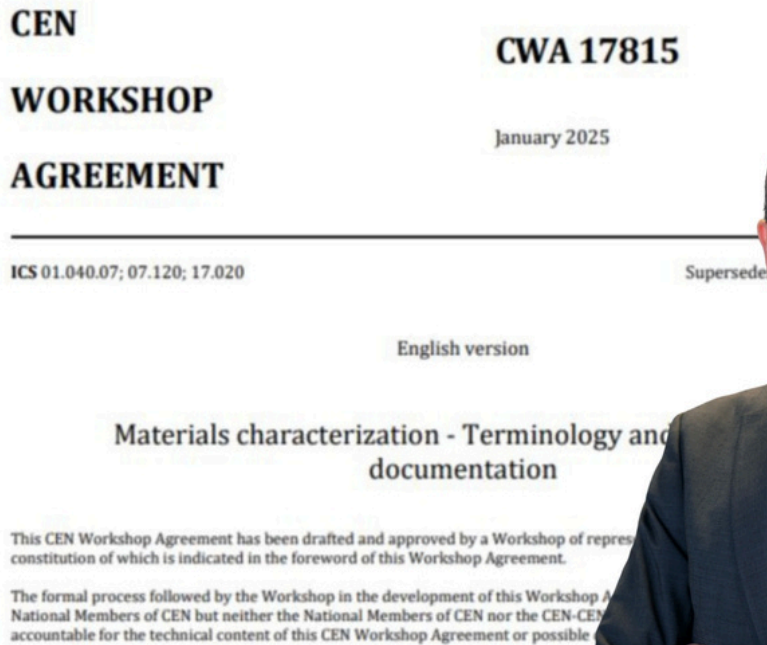 CEN
WORKSHOP
AGREEMENT
CWA 17815
January 2025
ICS 01.040.07; 07.120; 17.020
English version
Materials characterization - Terminology and
documentation
This CEN Workshop Agreement has been drafted and approved by a Workshop of
constitution of which is indicated in the foreword of this Workshop Agreement.
The formal process followed by the Workshop in the development of this Workshop
National Members of CEN but neither the National Members of CEN nor the
accountable for the technical content of this CEN Workshop Agreement or possible